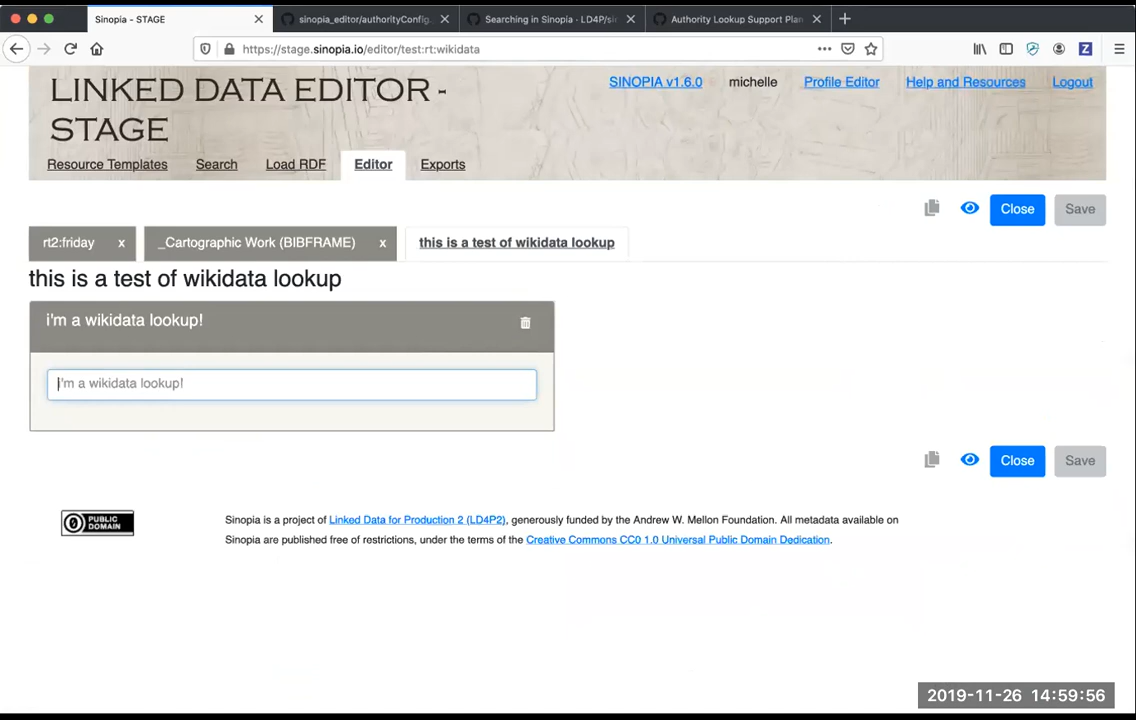 Sinopia - STAGE
sinopia_editor/authorityConfig.
Searching in Sinopia · LD4P/si
Authority Lookup Support Plan
https://stage.sinopia.io/editor/test:rt:wikidata
LINKED DATA EDITOR -
STAGE
SINOPIA v1.6.0
michelle
Profile Editor
Help and Resources
Logout
Resource Templates
Search
Load RDF
Editor
Exports
Close
Save
rt2:friday x
_Cartographic Work (BIBFRAME) x
this is a test of wikidata lookup
this is a test of wikidata lookup
i'm a wikidata lookup!
i'm a wikidata lookup!
Close
Save
PUBLIC
DOMAIN
Sinopia is a project of Linked Data for Production 2 (LD4P2), generously funded by the Andrew W. Mellon Foundation. All metadata available on
Sinopia are published free of restrictions, under the terms of the Creative Commons CC0 1.0 Universal Public Domain Dedication.
2019-11-26 14:59:56